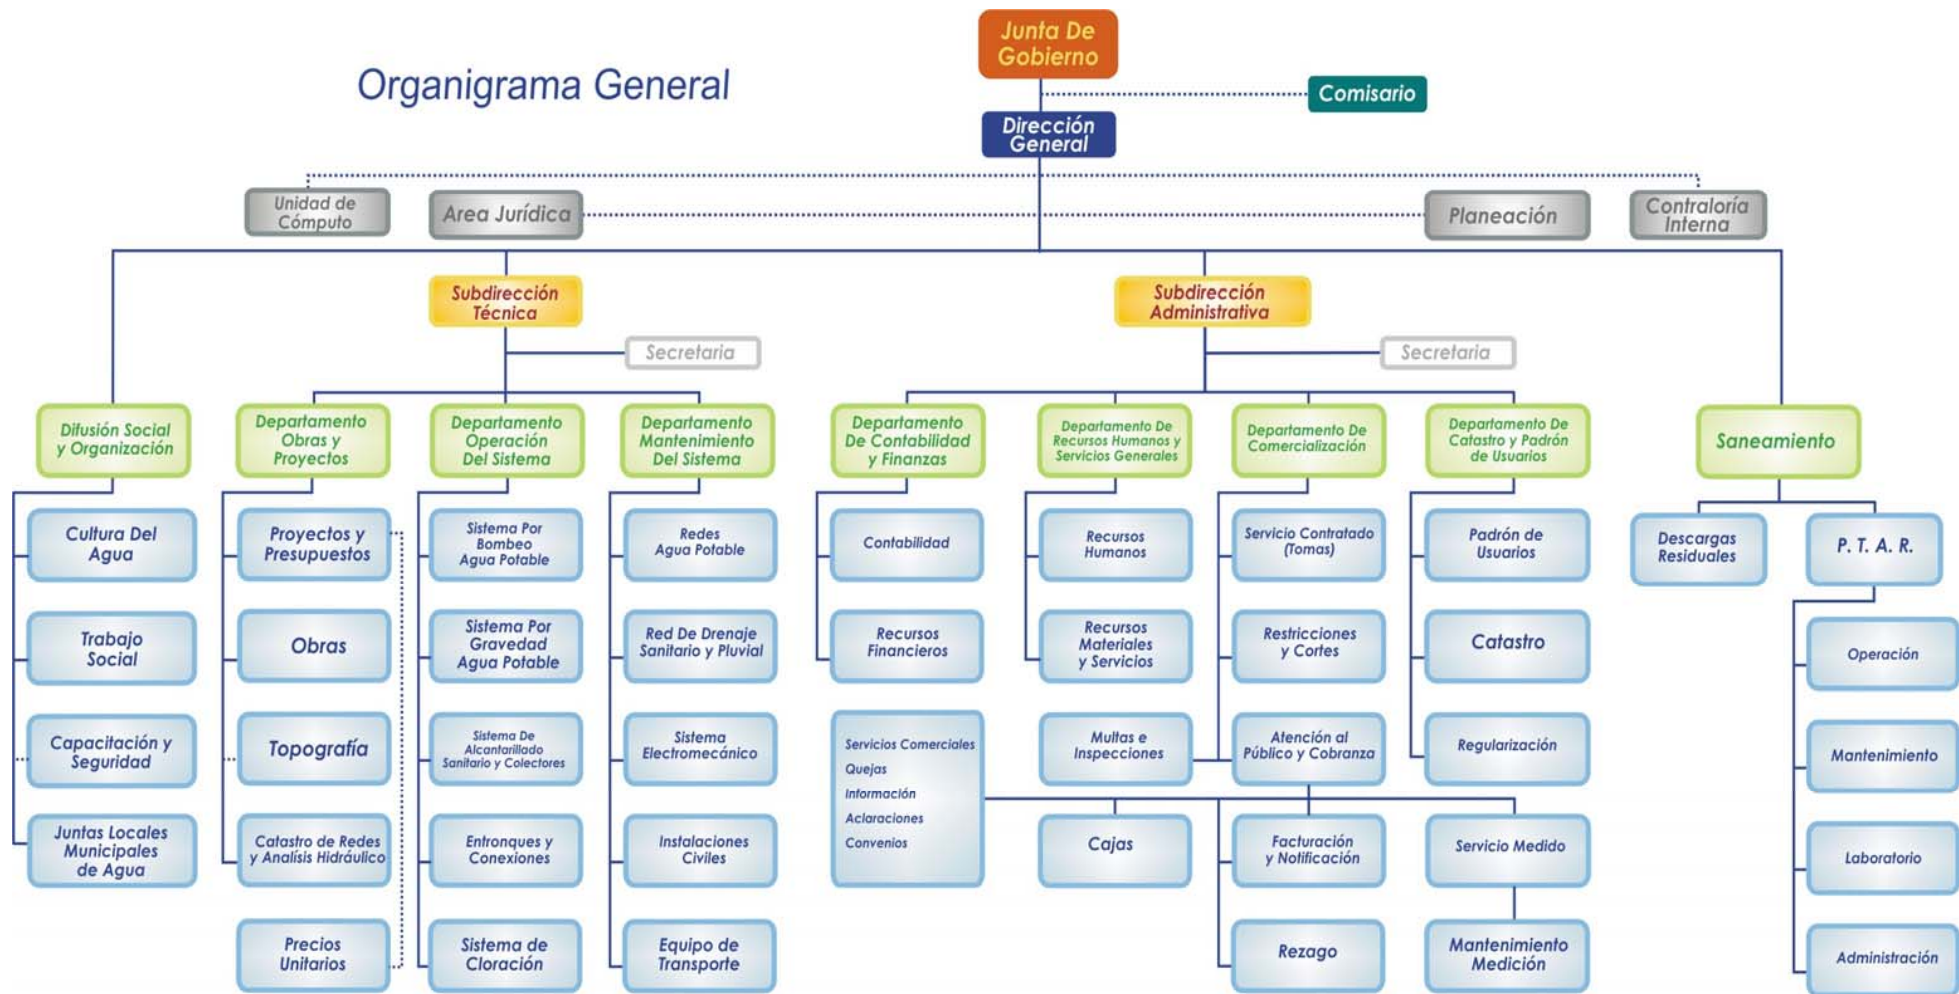 Organigrama General
Junta De
Gobierno
Comisario
Dirección
General
Unidad de
Cómputo
Area Jurídica
Planeación
Contraloría
Interna
Subdirección
Técnica
Subdirección
Administrativa
Secretaria
Secretaria
Difusión Social
y Organización
Departamento
Obras y
Proyectos
Departamento
Operación
Del Sistema
Departamento
Mantenimiento
Del Sistema
Departamento
De Contabilidad
y Finanzas
Departamento De
Recursos Humanos y
Servicios Generales
Departamento De
Comercialización
Departamento De
Catastro y Padrón
de Usuarios
Saneamiento
Cultura Del
Agua
Proyectos y
Presupuestos
Sistema Por
Bombeo
Agua Potable
Redes
Agua Potable
Contabilidad
Recursos
Humanos
Servicio Contratado
(Tomas)
Padrón de
Usuarios
Descargas
Residuales
P. T. A. R.
Trabajo
Social
Obras
Sistema Por
Gravedad
Agua Potable
Red De Drenaje
Sanitario y Pluvial
Recursos
Financieros
Recursos
Materiales
y Servicios
Restricciones
y Cortes
Catastro
Operación
Capacitación y
Seguridad
Topografía
Sistema De
Alcantarillado
Sanitario y Colectores
Sistema
Electromecánico
Servicios Comerciales
Quejas
Información
Aclaraciones
Convenios
Multas e
Inspecciones
Atención al
Público y Cobranza
Regularización
Mantenimiento
Juntas Locales
Municipales
de Agua
Catastro de Redes
y Analísis Hidráulico
Entronques y
Conexiones
Instalaciones
Civiles
Cajas
Facturación
y Notificación
Servicio Medido
Laboratorio
Precios
Unitarios
Sistema de
Cloración
Equipo de
Transporte
Rezago
Mantenimiento
Medición
Administración